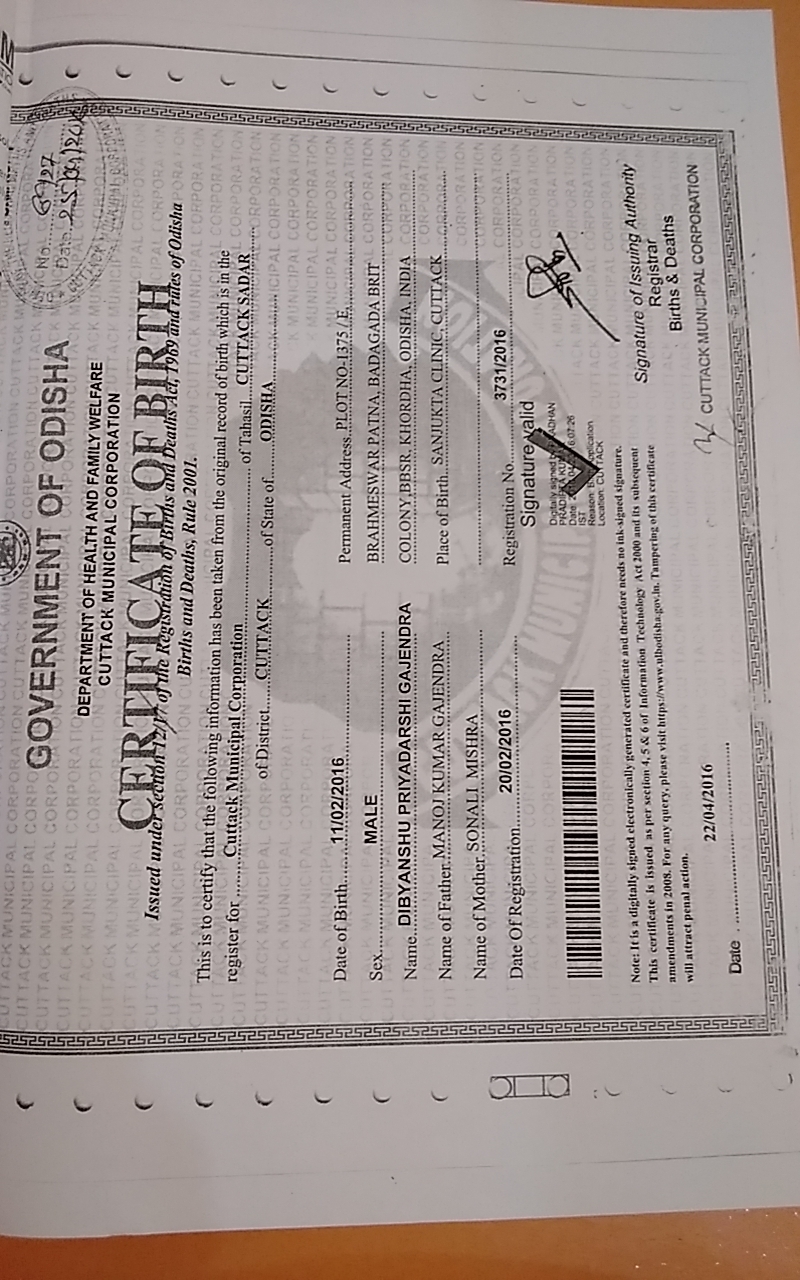 No. 6927
GOVERNMENT OF ODISHA
DEPARTMENT OF HEALTH AND FAMILY WELFARE
CUTTACK MUNICIPAL CORPORATION
CERTIFICATE OF BIRTH
Issued under section 12/17 of the Registration of Births and Deaths Act, 1969 and rules of Odisha
Births and Deaths, Rule 2001.
This is to certify that the following information has been taken from the original record of birth which is in the
register for ....... Cuttack Municipal Corporation ....... of Tahasil.... CUTTACK SADAR
of District.... CUTTACK ....... of State of....... ODISHA
Date of Birth....... 11/02/2016
Sex....... MALE
Name....... DIBYANSHU PRIYADARSHI GAJENDRA
Name of Father. MANOJ KUMAR GAJENDRA
Name of Mother. SONALI MISHRA
Date Of Registration....... 20/02/2016
Permanent Address. PLOT NO-1375 / E,
BRAHMESWAR PATNA, BADAGADA BRIT
COLONY,BBSR, KHORDHA, ODISHA, INDIA
Place of Birth. SANJUKTA CLINIC- CUTTACK
Registration No....... 3731/2016
Signature valid
Digitally signed
Date
IST
Location: CUTTACK
Signature of Issuing Authority
Registrar
Births & Deaths
CUTTACK MUNICIPAL CORPORATION
Note: It is a digitally signed electronically generated certificate and therefore needs no ink-signed signature.
This certificate is issued as per section 4, 5 & 6 of Information Technology Act 2000 and its subsequent
amendments in 2008. For any query, please visit https://www.ulbodisha.gov.in. Tampering of this certificate
will attract penal action.
22/04/2016
Date .......